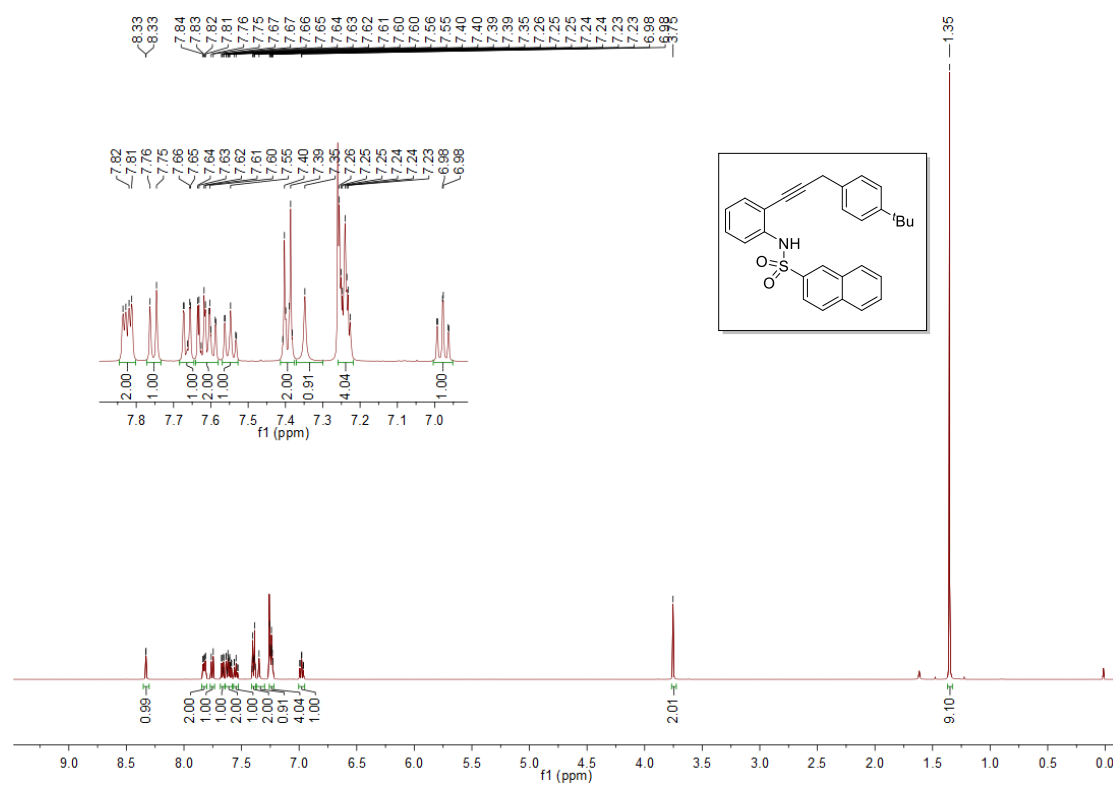 8.33 8.33 7.84 7.83 7.82 7.81 7.76 7.75 7.67 7.67 7.66 7.65 7.64 7.63 7.62 7.61 7.60 7.60 7.56 7.55 7.40 7.40 7.39 7.39 7.35 7.26 7.25 7.25 7.24 7.24 7.23 7.23 6.98 6.98 3.75 1.35
7.82 7.81 7.76 7.75 7.66 7.65 7.64 7.63 7.62 7.61 7.60 7.55 7.40 7.39 7.35 7.26 7.25 7.25 7.24 7.24 7.23 6.98 6.98
tBu
NH
O S
O
2.00 1.00 1.00 2.00 1.00 2.00 0.91 4.04 1.00
7.8 7.7 7.6 7.5 7.4 7.3 7.2 7.1 7.0
f1 (ppm)
0.99 2.00 1.00 1.00 2.00 1.00 2.00 0.91 4.04 1.00 2.01 9.10
9.0 8.5 8.0 7.5 7.0 6.5 6.0 5.5 5.0 4.5 4.0 3.5 3.0 2.5 2.0 1.5 1.0 0.5 0.0
f1 (ppm)